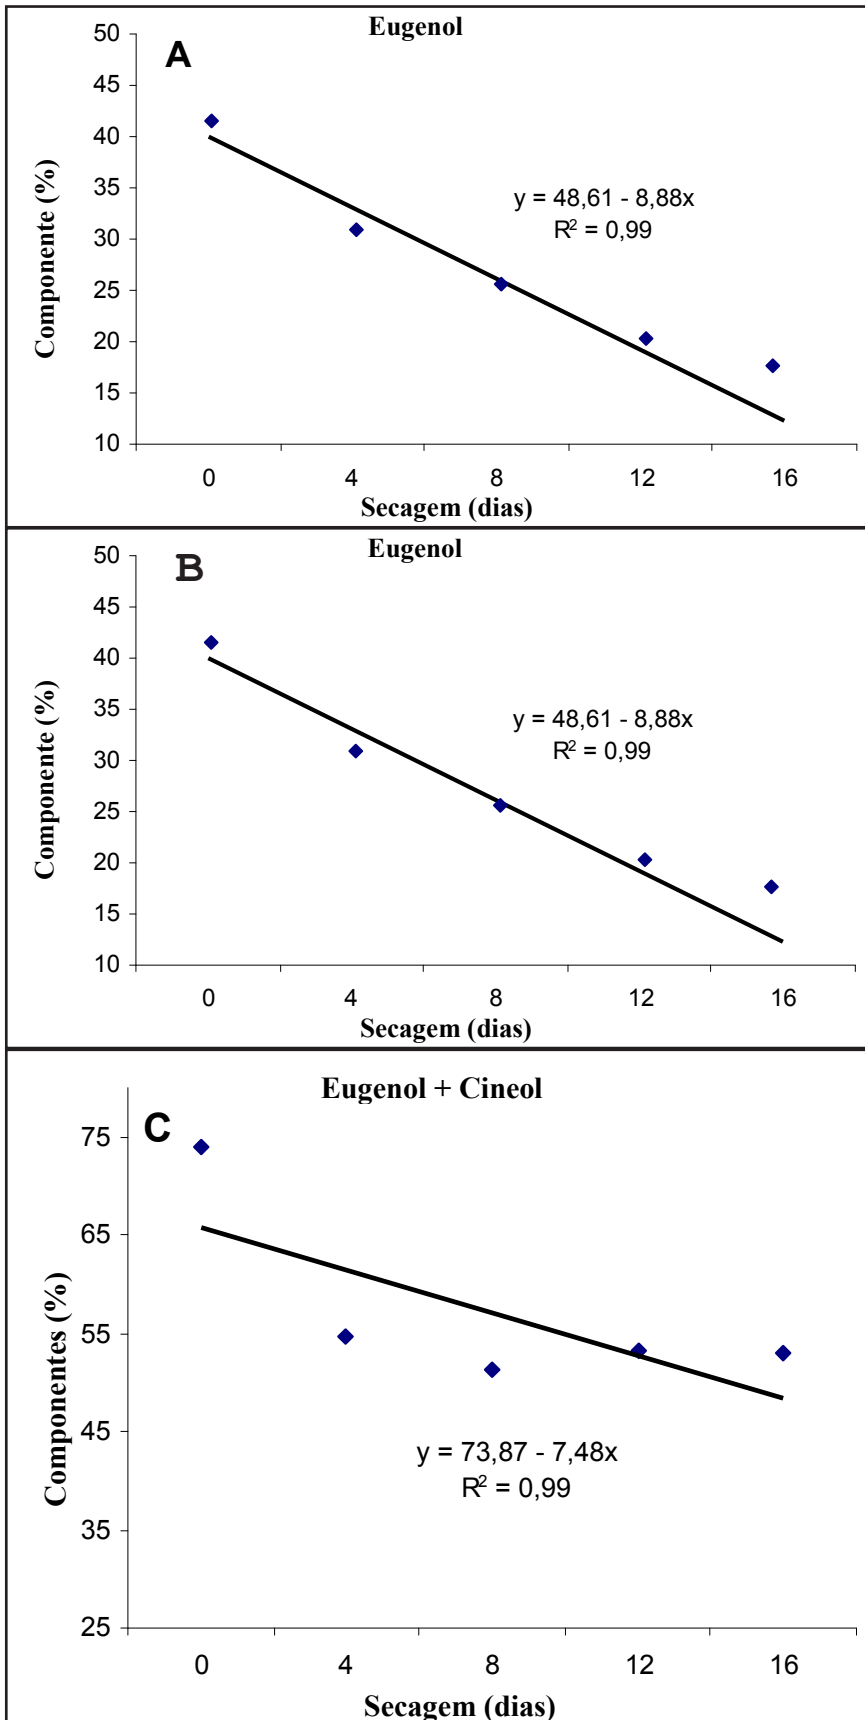 Eugenol
A
50
45
40
35
30
25
20
15
10
Componente (%)
y = 48,61 - 8,88x
R² = 0,99
0 4 8 12 16
Secagem (dias)
Eugenol
B
50
45
40
35
30
25
20
15
10
Componente (%)
y = 48,61 - 8,88x
R² = 0,99
0 4 8 12 16
Secagem (dias)
Eugenol + Cineol
C
75
65
55
45
35
25
Componentes (%)
y = 73,87 - 7,48x
R² = 0,99
0 4 8 12 16
Secagem (dias)